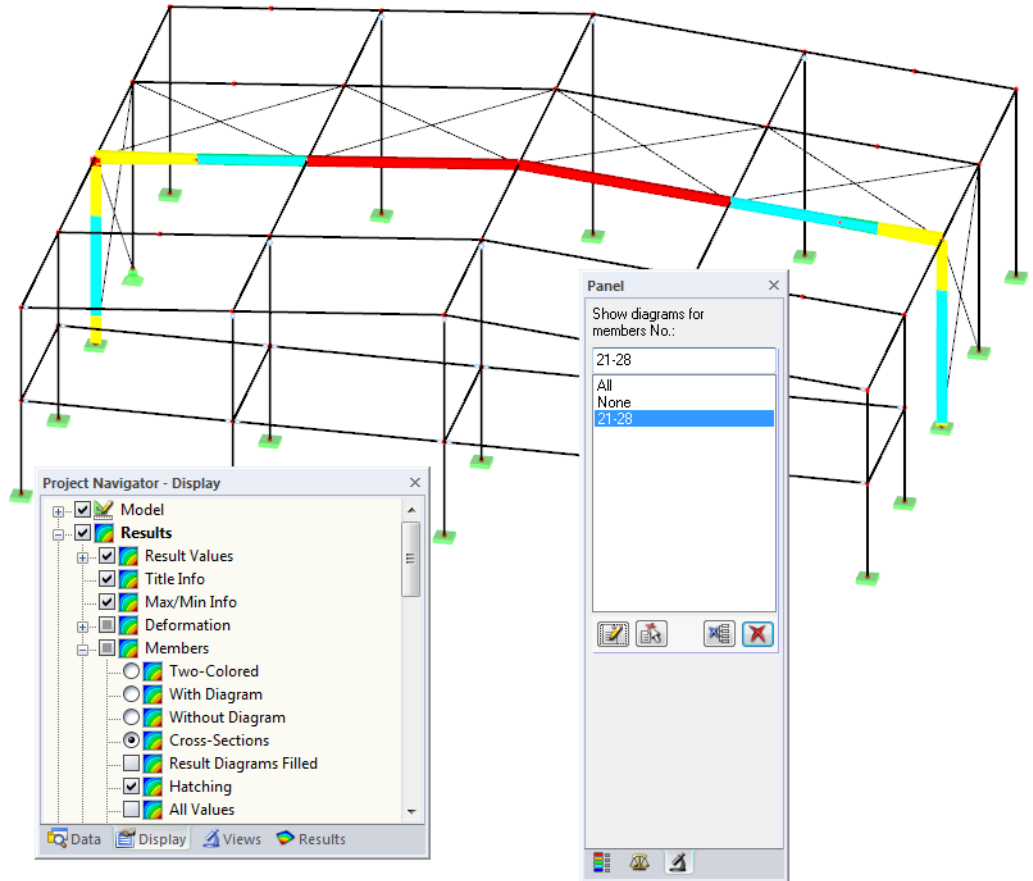 Panel
Show diagrams for
members No.:
21-28
All
None
21-28
Project Navigator - Display
Model
Results
Result Values
Title Info
Max/Min Info
Deformation
Members
Two-Colored
With Diagram
Without Diagram
Cross-Sections
Result Diagrams Filled
Hatching
All Values
Data
Display
Views
Results